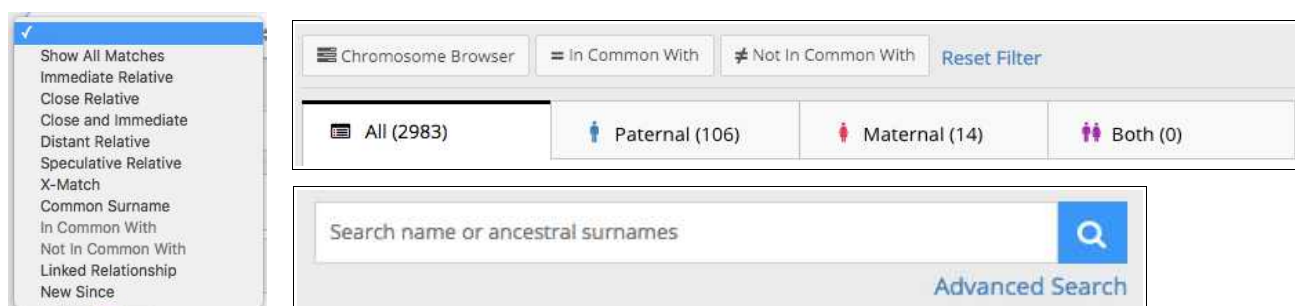 ✓
Show All Matches
Immediate Relative
Close Relative
Close and Immediate
Distant Relative
Speculative Relative
X-Match
Common Surname
In Common With
Not In Common With
Linked Relationship
New Since
Chromosome Browser = In Common With ≠ Not In Common With Reset Filter
All (2983) Paternal (106) Maternal (14) Both (0)
Search name or ancestral surnames
Advanced Search